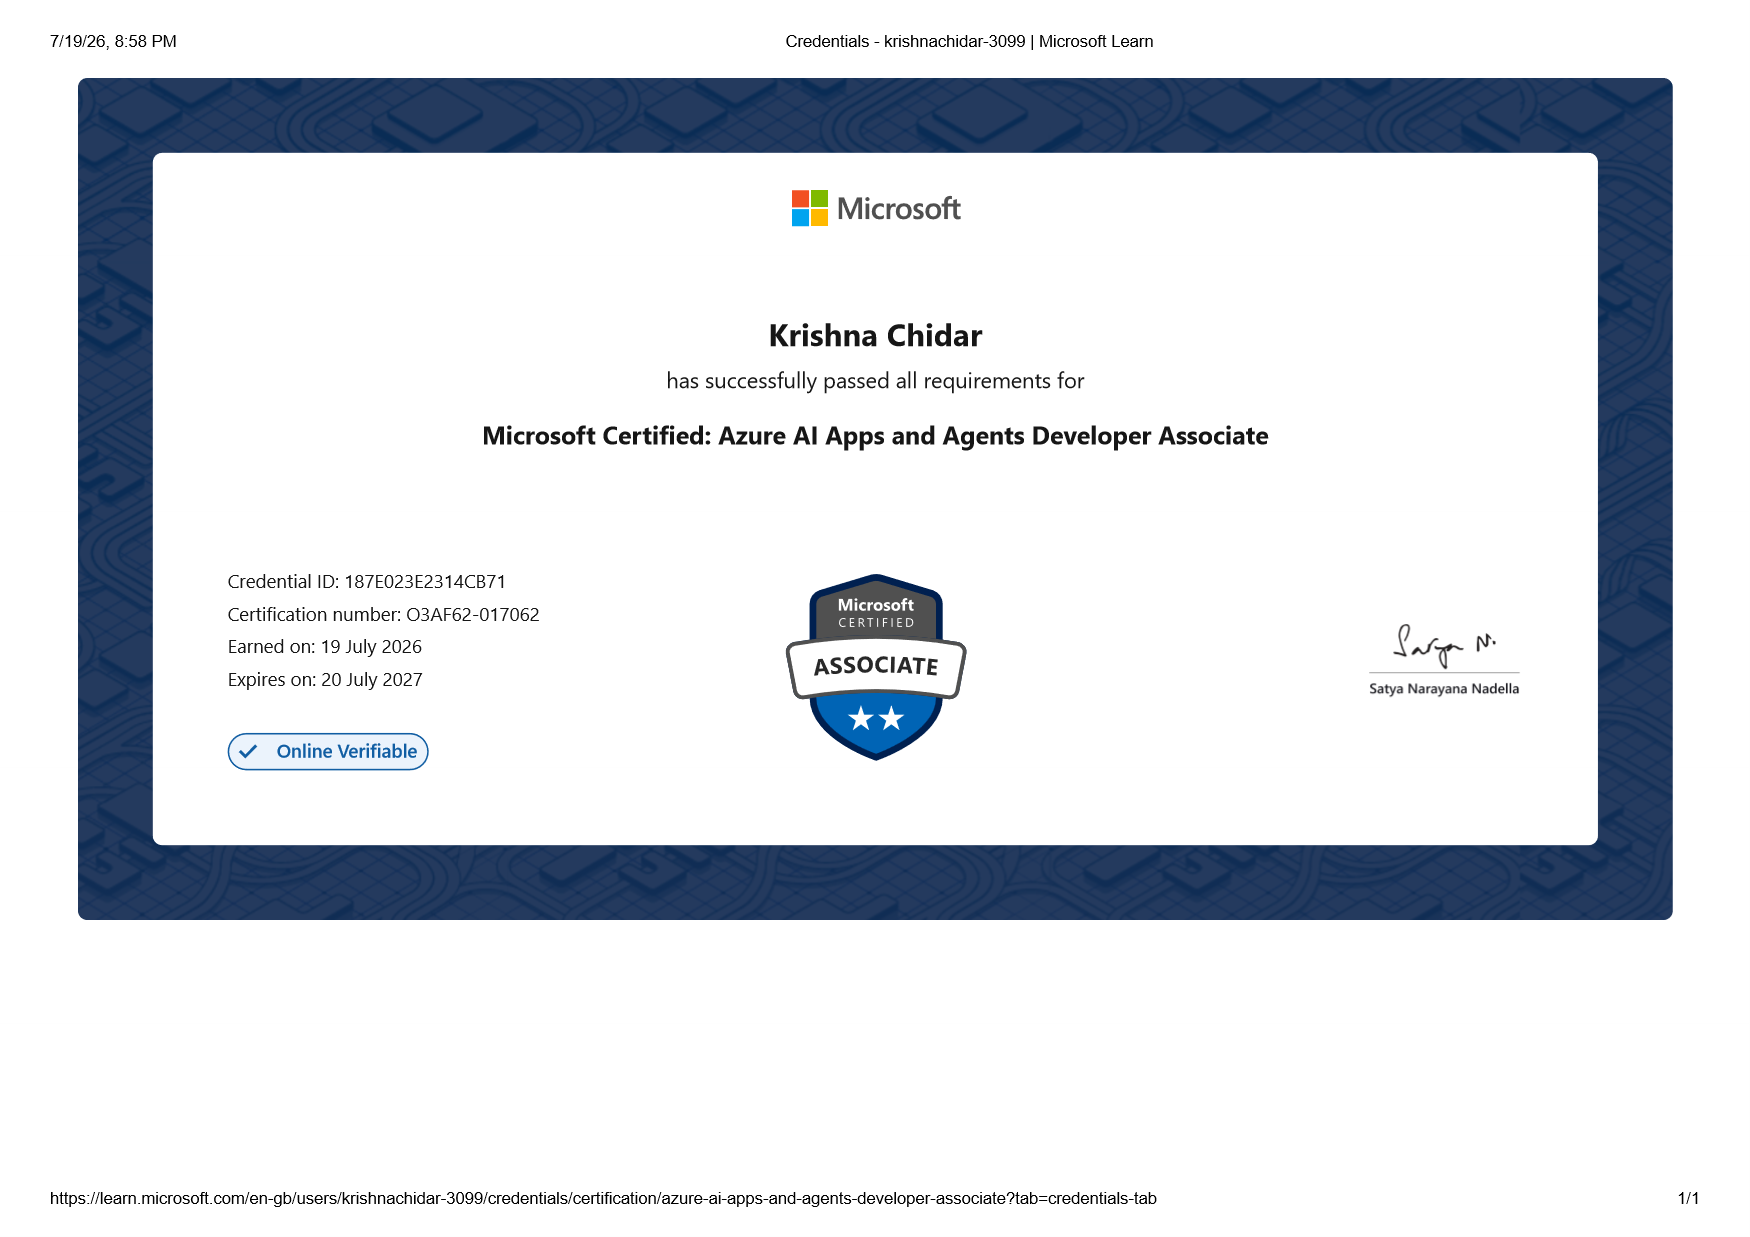 7/19/26, 8:58 PM
Credentials - krishnachidar-3099 | Microsoft Learn
Microsoft
Krishna Chidar
has successfully passed all requirements for
Microsoft Certified: Azure AI Apps and Agents Developer Associate
Credential ID: 187E023E2314CB71
Certification number: O3AF62-017062
Earned on: 19 July 2026
Expires on: 20 July 2027
Online Verifiable
Microsoft
CERTIFIED
ASSOCIATE
Satya N.
Satya Narayana Nadella
https://learn.microsoft.com/en-gb/users/krishnachidar-3099/credentials/certification/azure-ai-apps-and-agents-developer-associate?tab=credentials-tab
1/1